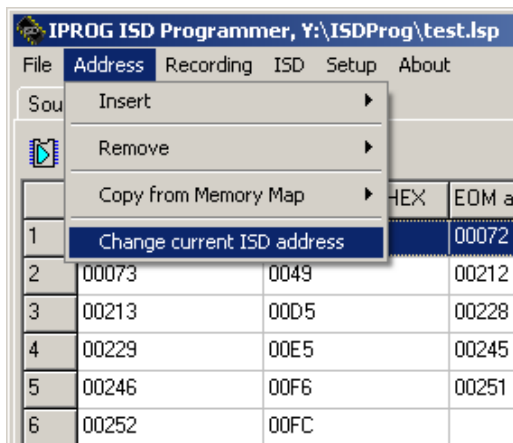 IPROG ISD Programmer, Y:\ISDProg\test.lsp
File Address Recording ISD Setup About
Sou
Insert
Remove
Copy from Memory Map
HEX EOM a
Change current ISD address
1 00072
2 00073 0049 00212
3 00213 00D5 00228
4 00229 00E5 00245
5 00246 00F6 00251
6 00252 00FC